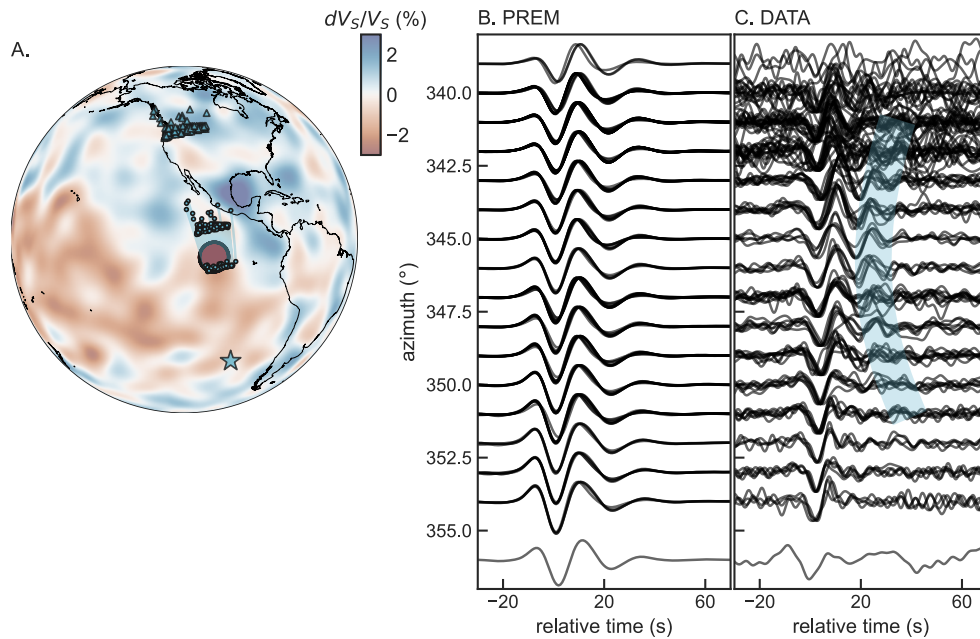 A.
dV_S/V_S (%)
2
0
−2
B. PREM
C. DATA
azimuth (°)
340.0
342.5
345.0
347.5
350.0
352.5
355.0
−20
20
60
−20
20
60
relative time (s)
relative time (s)